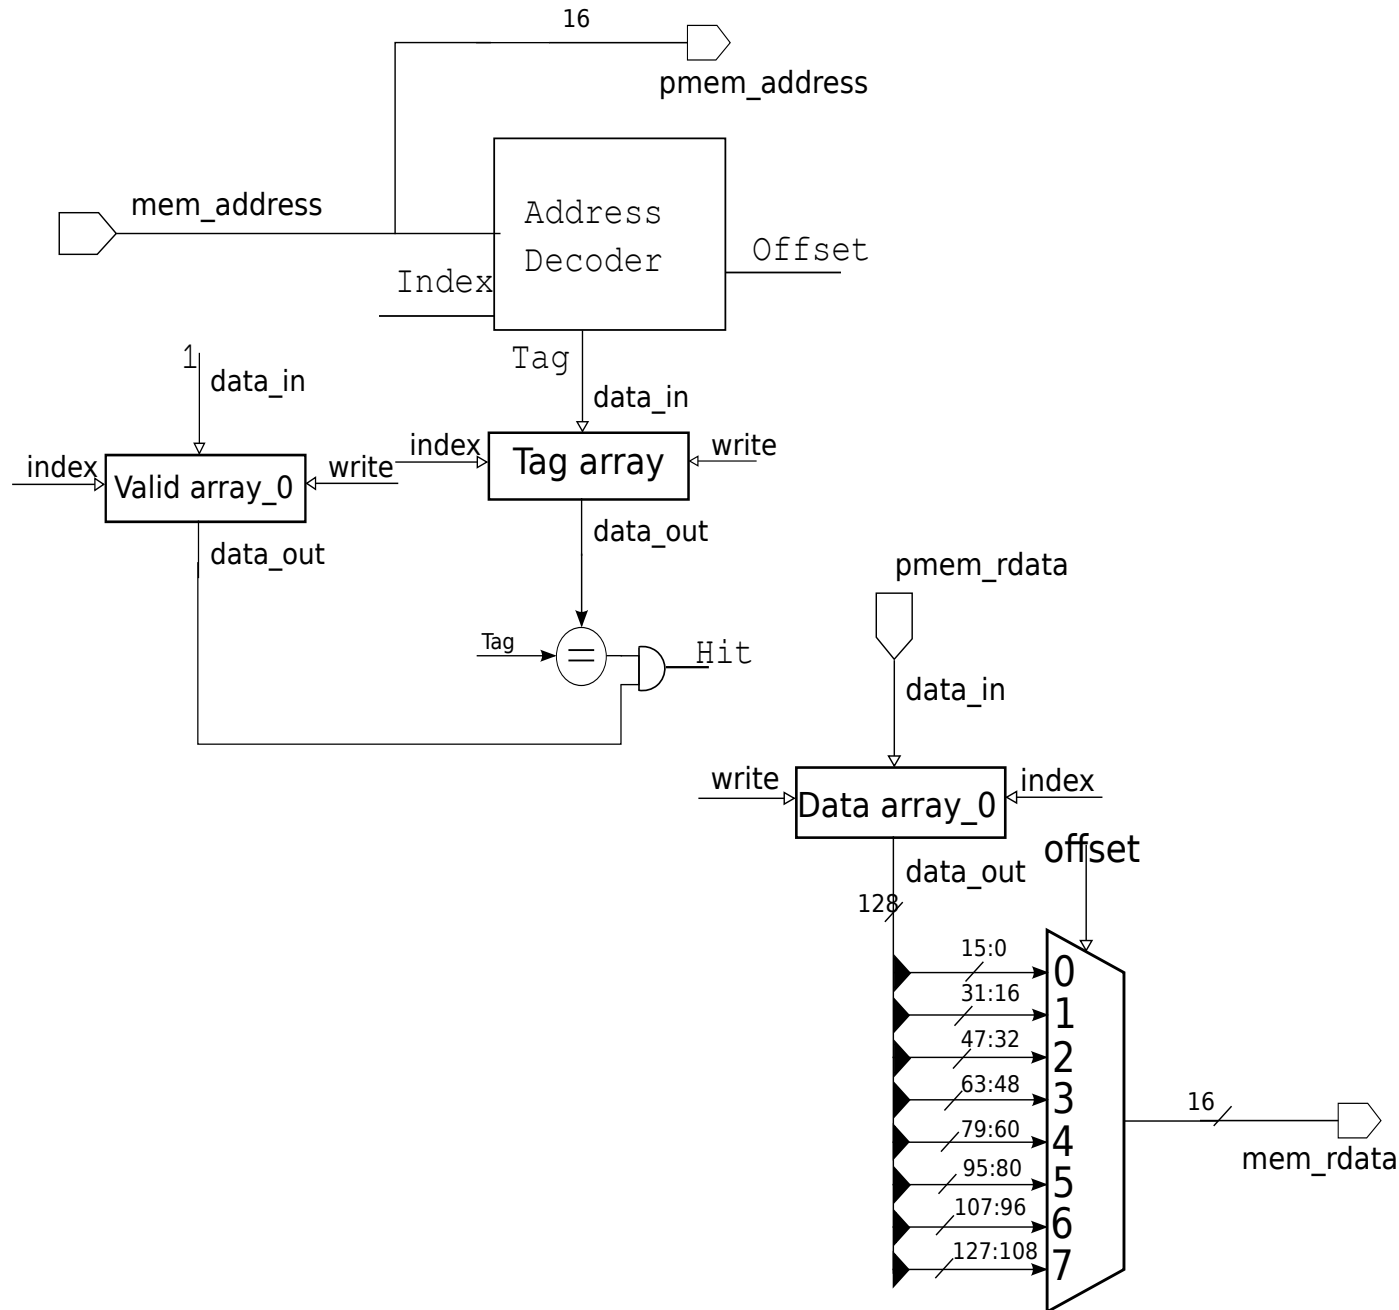 16
pmem_address
mem_address
Address
Decoder
Offset
Index
1
data_in
Tag
data_in
index
Valid array_0
write
index
Tag array
write
data_out
data_out
Tag
=
Hit
pmem_rdata
data_in
write
Data array_0
index
offset
data_out
128
15:0
0
31:16
1
47:32
2
63:48
3
79:60
4
95:80
5
107:96
6
127:108
7
16
mem_rdata